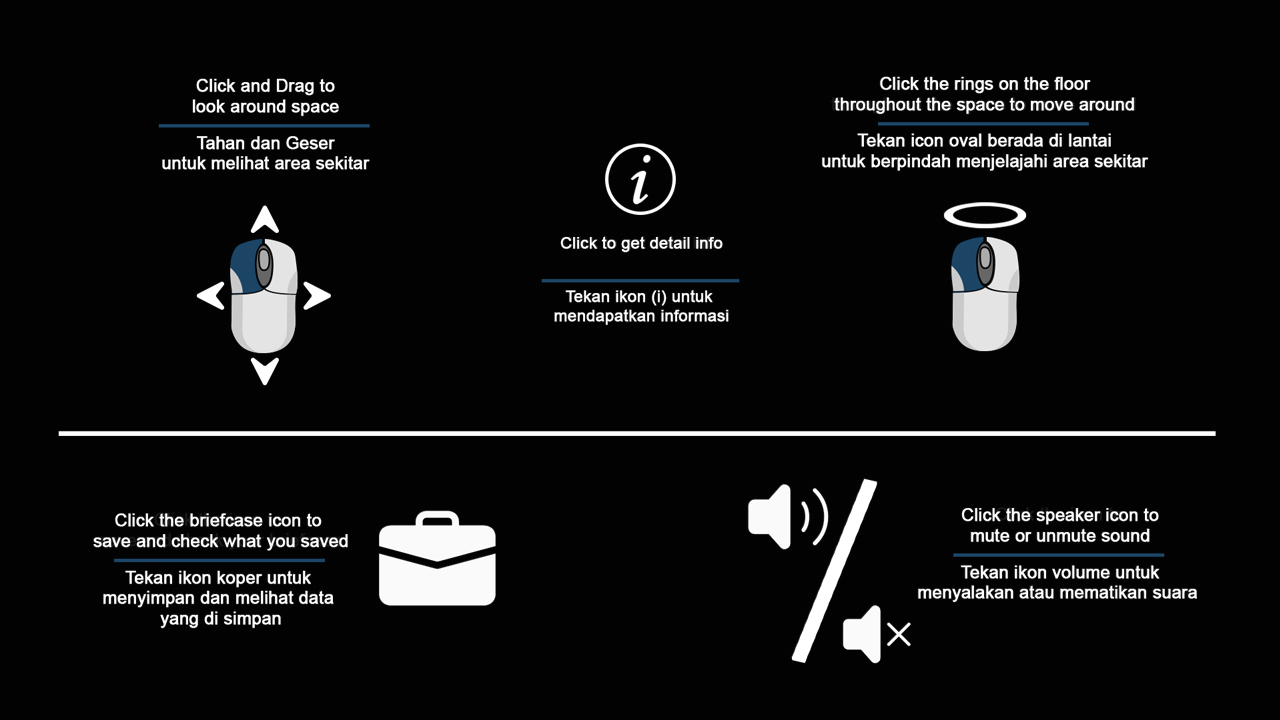 Click and Drag to
look around space
Tahan dan Geser
untuk melihat area sekitar
i
Click to get detail info
Tekan ikon (i) untuk
mendapatkan informasi
Click the rings on the floor
throughout the space to move around
Tekan icon oval berada di lantai
untuk berpindah menjelajahi area sekitar
Click the briefcase icon to
save and check what you saved
Tekan ikon koper untuk
menyimpan dan melihat data
yang di simpan
Click the speaker icon to
mute or unmute sound
Tekan ikon volume untuk
menyalakan atau mematikan suara